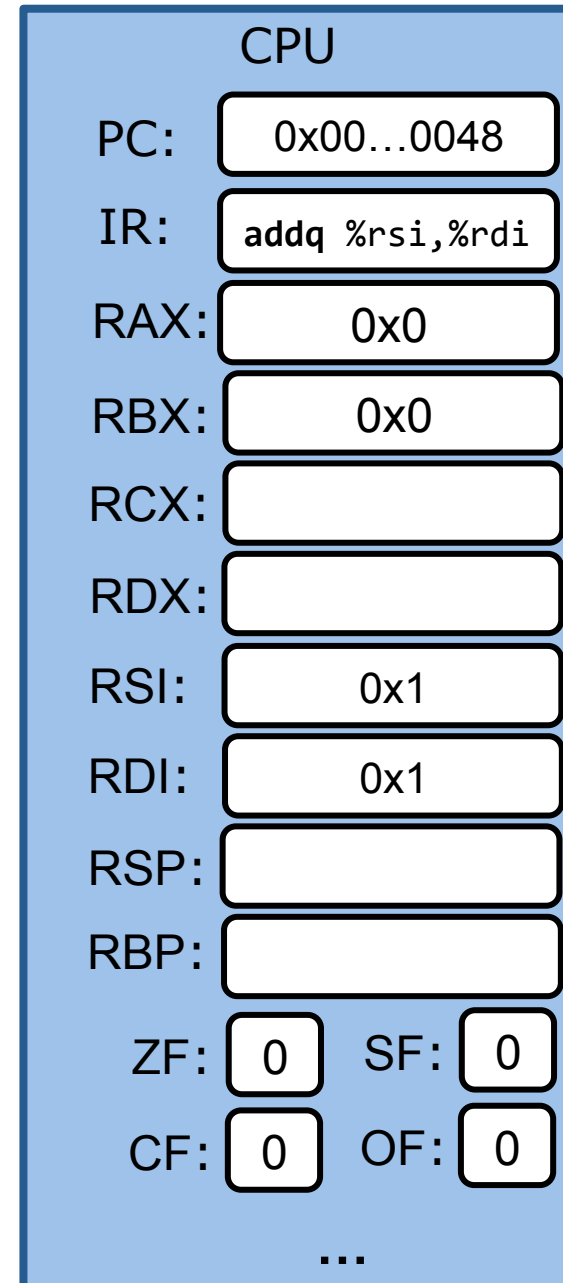 CPU
PC: 0x00...0048
IR: addq %rsi,%rdi
RAX: 0x0
RBX: 0x0
RCX:
RDX:
RSI: 0x1
RDI: 0x1
RSP:
RBP:
ZF: 0 SF: 0
CF: 0 OF: 0
...